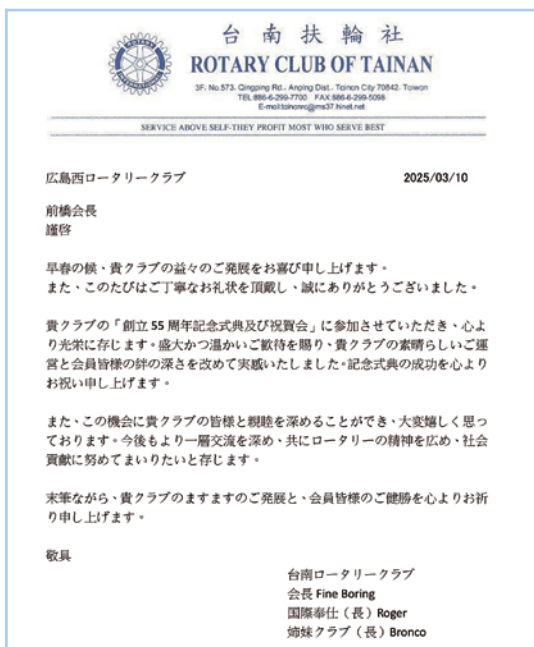 台南扶輪社
ROTARY CLUB OF TAINAN
3F, No.573, Qingping Rd., Anping Dist., Tainan City 70842, Taiwan
TEL 886-6-299-7700 FAX 886-6-299-5098
E-mail:tainanrc@ms37.hinet.net
SERVICE ABOVE SELF-THEY PROFIT MOST WHO SERVE BEST
ROTARY
INTERNATIONAL
広島西ロータリークラブ 2025/03/10
前橋会長
謹啓
早春の候、貴クラブの益々のご発展をお喜び申し上げます。
また、このたびはご丁寧なお礼状を頂戴し、誠にありがとうございました。
貴クラブの「創立 55 周年記念式典及び祝賀会」に参加させていただき、心よ
り光栄に存じます。盛大かつ温かいご歓待を賜り、貴クラブの素晴らしいご運
営と会員皆様の絆の深さを改めて実感いたしました。記念式典の成功を心より
お祝い申し上げます。
また、この機会に貴クラブの皆様と親睦を深めることができ、大変嬉しく思っ
ております。今後もより一層交流を深め、共にロータリーの精神を広め、社会
貢献に努めてまいりたいと存じます。
末筆ながら、貴クラブのますますのご発展と、会員皆様のご健勝を心よりお祈
り申し上げます。
敬具
台南ロータリークラブ
会長 Fine Boring
国際奉仕（長）Roger
姉妹クラブ（長）Bronco